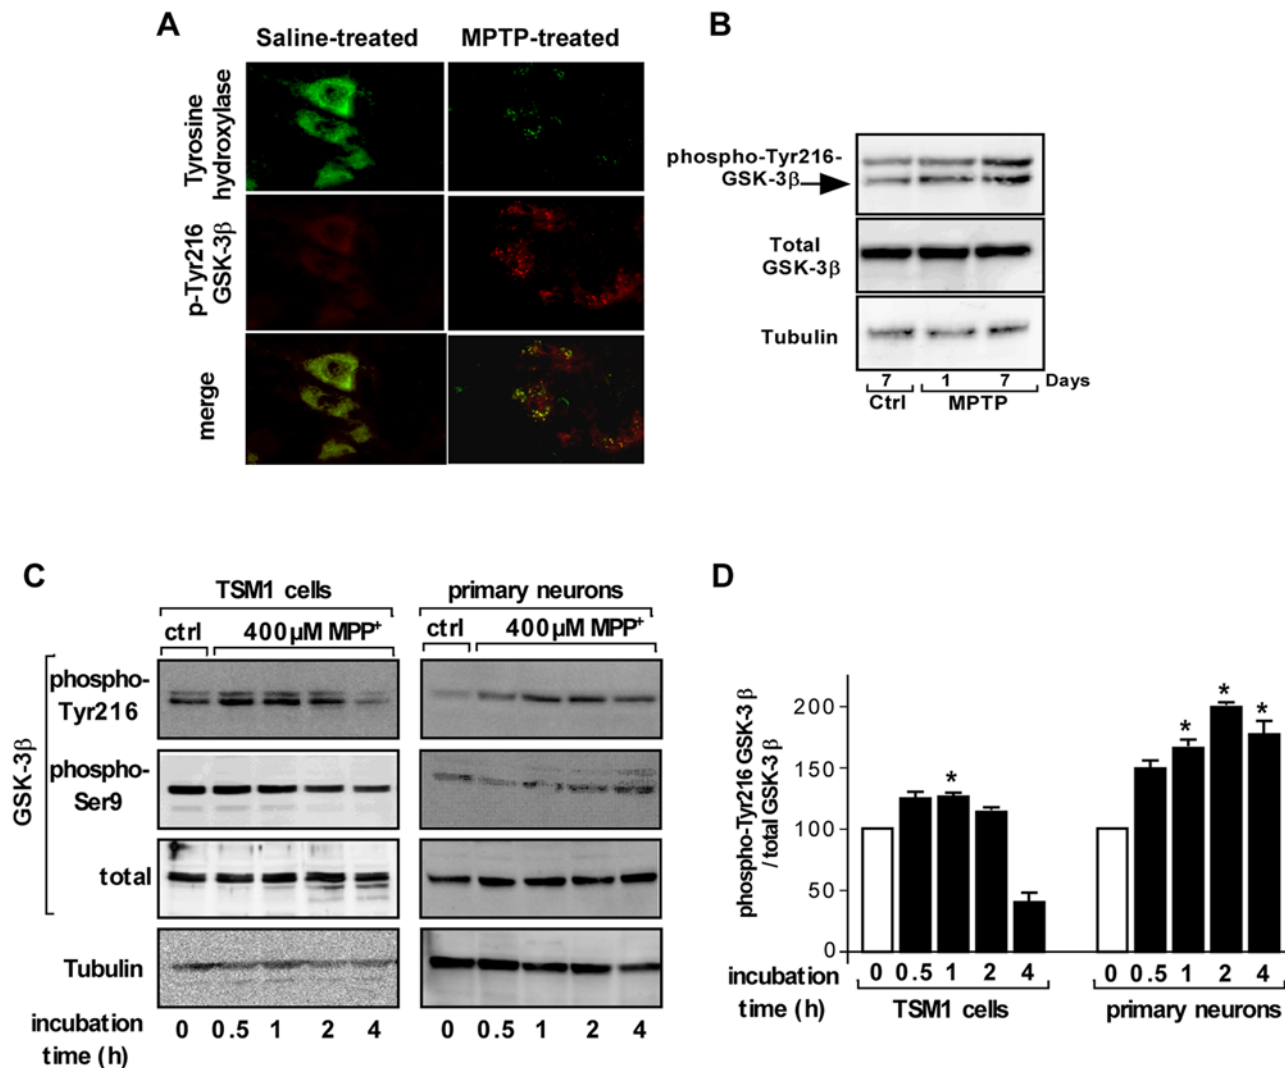 A
Saline-treated
MPTP-treated
Tyrosine
hydroxylase
p-Tyr216
GSK-3β
merge
B
phospho-Tyr216-
GSK-3β
Total
GSK-3β
Tubulin
7 1 7 Days
Ctrl MPTP
C
TSM1 cells
primary neurons
ctrl 400µM MPP+
ctrl 400µM MPP+
GSK-3β
phospho-
Tyr216
phospho-
Ser9
total
Tubulin
incubation
time (h)
0 0.5 1 2 4
0 0.5 1 2 4
D
phospho-Tyr216 GSK-3 β
/total GSK-3 β
200
150
100
50
0
*
* * *
incubation
time (h)
0 0.5 1 2 4
0 0.5 1 2 4
TSM1 cells
primary neurons